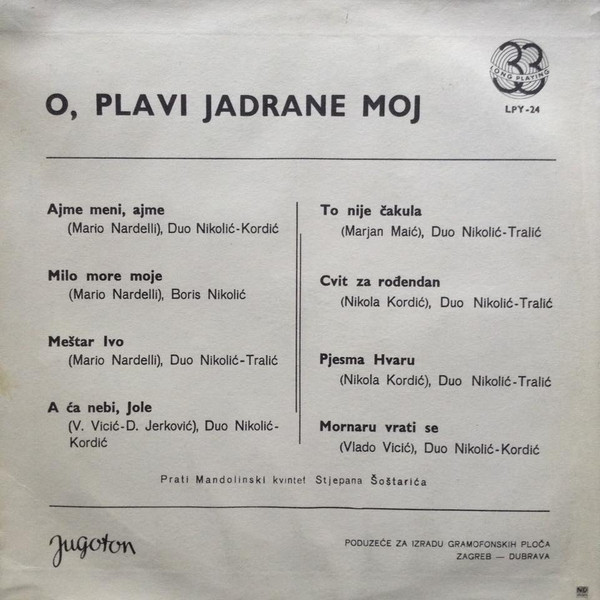 33
LONG PLAYING
LPY-24
O, PLAVI JADRANE MOJ
Ajme meni, ajme
(Mario Nardelli), Duo Nikolić-Kordić
Milo more moje
(Mario Nardelli), Boris Nikolić
Meštar Ivo
(Mario Nardelli), Duo Nikolić-Tralić
A ća nebi, Jole
(V. Vicić-D. Jerković), Duo Nikolić-
Kordić
To nije čakula
(Marjan Maić), Duo Nikolić-Tralić
Cvit za rođendan
(Nikola Kordić), Duo Nikolić-Tralić
Pjesma Hvaru
(Nikola Kordić), Duo Nikolić-Tralić
Mornaru vrati se
(Vlado Vicić), Duo Nikolić-Kordić
Prati Mandolinski kvintet Stjepana Šoštarića
Jugoton
PODUZEĆE ZA IZRADU GRAMOFONSKIH PLOČA
ZAGREB — DUBRAVA